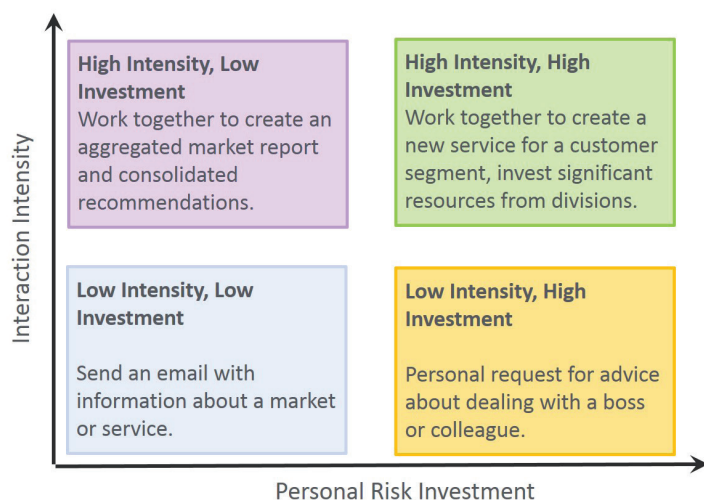 Interaction Intensity
High Intensity, Low
Investment
Work together to create an
aggregated market report
and consolidated
recommendations.
High Intensity, High
Investment
Work together to create a
new service for a customer
segment, invest significant
resources from divisions.
Low Intensity, Low
Investment
Send an email with
information about a market
or service.
Low Intensity, High
Investment
Personal request for advice
about dealing with a boss
or colleague.
Personal Risk Investment